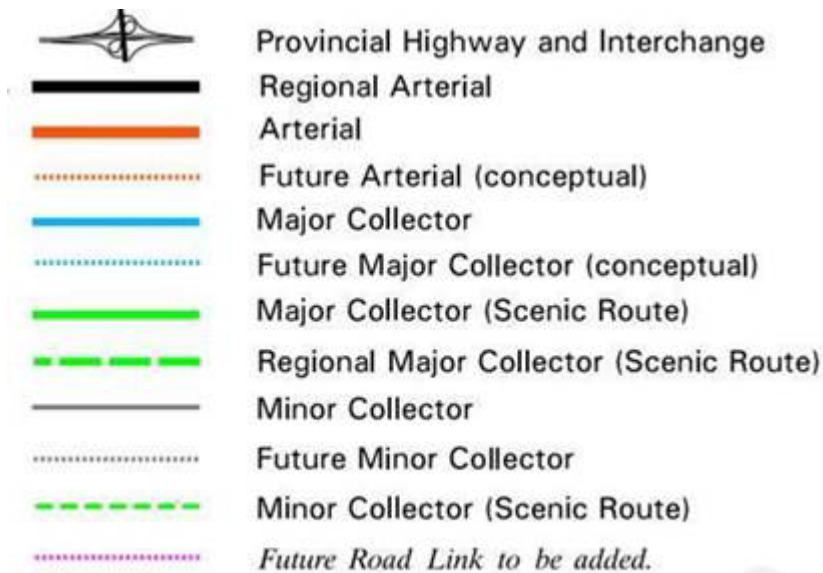 Provincial Highway and Interchange
Regional Arterial
Arterial
Future Arterial (conceptual)
Major Collector
Future Major Collector (conceptual)
Major Collector (Scenic Route)
Regional Major Collector (Scenic Route)
Minor Collector
Future Minor Collector
Minor Collector (Scenic Route)
Future Road Link to be added.